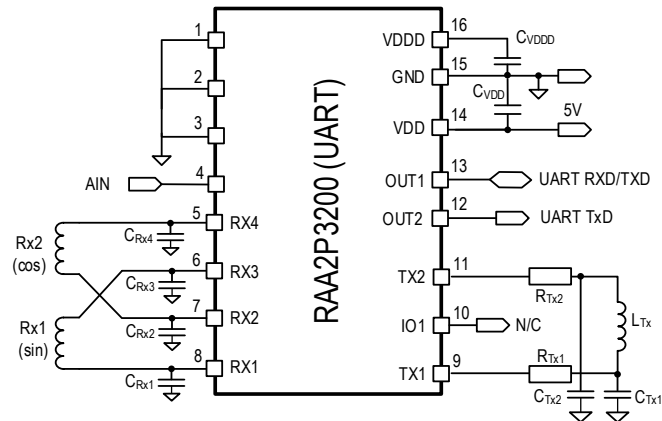 1
2
3
AIN
4
Rx2
(cos)
Rx1
(sin)
CRx4
CRx3
CRx2
CRx1
5
6
7
8
RX4
RX3
RX2
RX1
RAA2P3200 (UART)
VDDD
16
CVDDD
GND
15
CVDD
VDD
14
5V
OUT1
13
UART RXD/TXD
OUT2
12
UART TxD
TX2
11
RTx2
LTx
IO1
10
N/C
TX1
9
RTx1
CTx2
CTx1